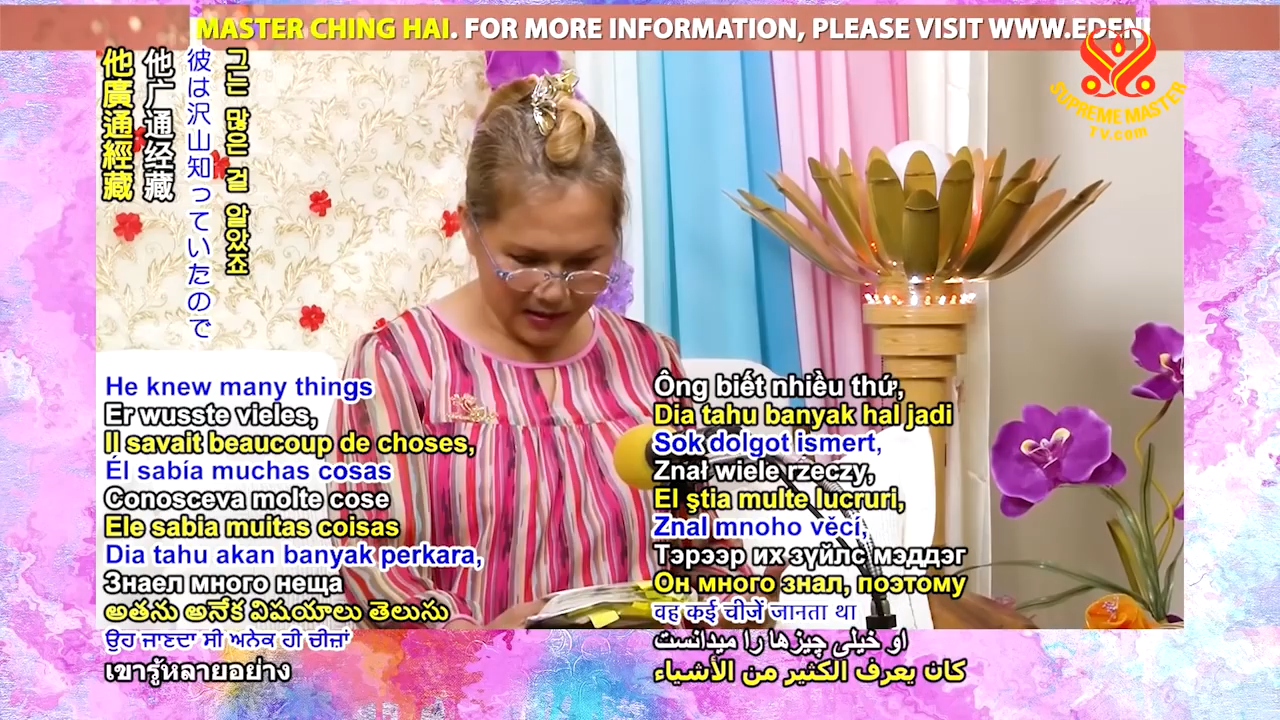 MASTER CHING HAI. FOR MORE INFORMATION, PLEASE VISIT WWW.EDEN
SUPREME MASTER
TV.com
그는 많은 걸 알았죠
彼は沢山知っていたので
他广通经藏
他廣通經藏
He knew many things
Er wusste vieles,
Il savait beaucoup de choses,
Él sabía muchas cosas
Conosceva molte cose
Ele sabia muitas coisas
Dia tahu akan banyak perkara,
Знаел много неща
అతను అనేక విషయాలు తెలుసు
ਉਹ ਜਾਣਦਾ ਸੀ ਅਨੇਕ ਹੀ ਚੀਜ਼ਾਂ
เขารู้หลายอย่าง
Ông biết nhiều thứ,
Dia tahu banyak hal jadi
Sok dolgot ismert,
Znał wiele rzeczy,
El ştia multe lucruri,
Znal mnoho věcí,
Тэрээр их зүйлс мэддэг
Он много знал, поэтому
वह कई चीजें जानता था
او خیلی چیزها را میدانست
كان يعرف الكثير من الأشياء